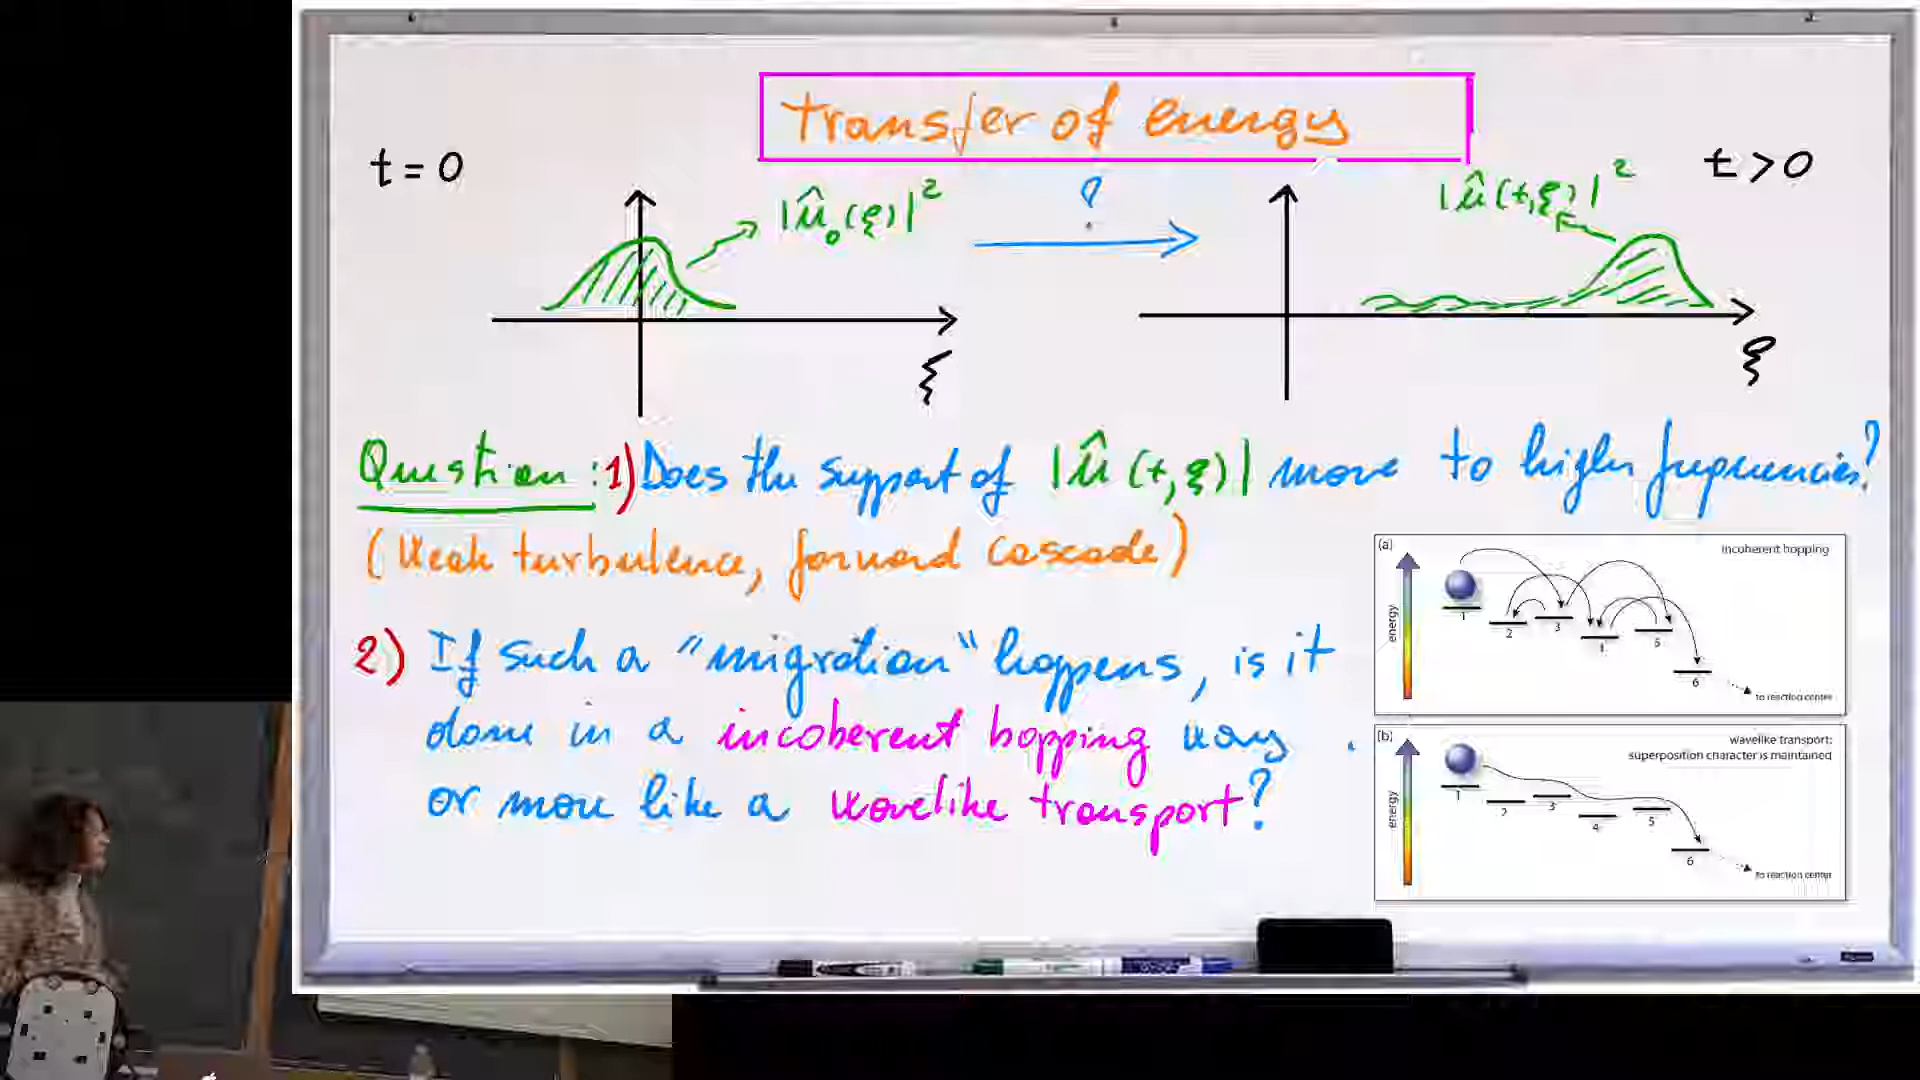 Transfer of energy
t = 0
|û₀(ξ)|²
?
|û(t,ξ)|²
t > 0
ξ
ξ
Question: 1) Does the support of |û(t,ξ)| move to higher frequencies?
(Weak turbulence, forward cascade)
2) If such a "migration" happens, is it
done in a incoherent hopping way
or more like a wavelike transport?
(a)
incoherent hopping
energy
1
2
3
5
6
to reaction center
(b)
wavelike transport:
superposition character is maintained
energy
1
2
3
4
5
6
to reaction center